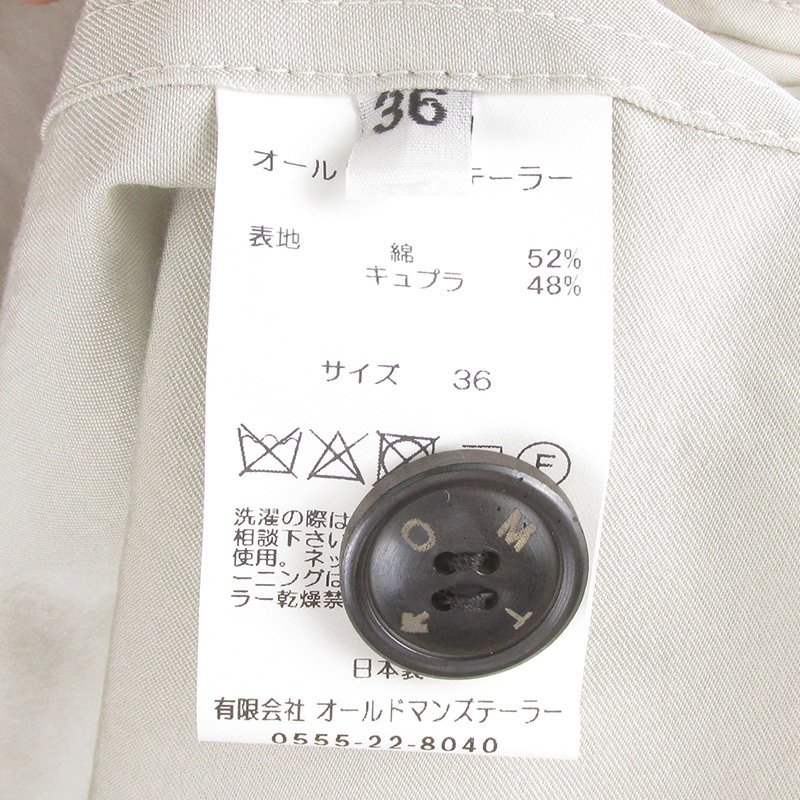 36
オール テーラー
表地 綿 52%
キュプラ 48%
サイズ 36
F
洗濯の際は
相談下さい
使用。ネッ
ーニングは
ラー乾燥禁
O M
T
日本製
有限会社 オールドマンズテーラー
0555-22-8040